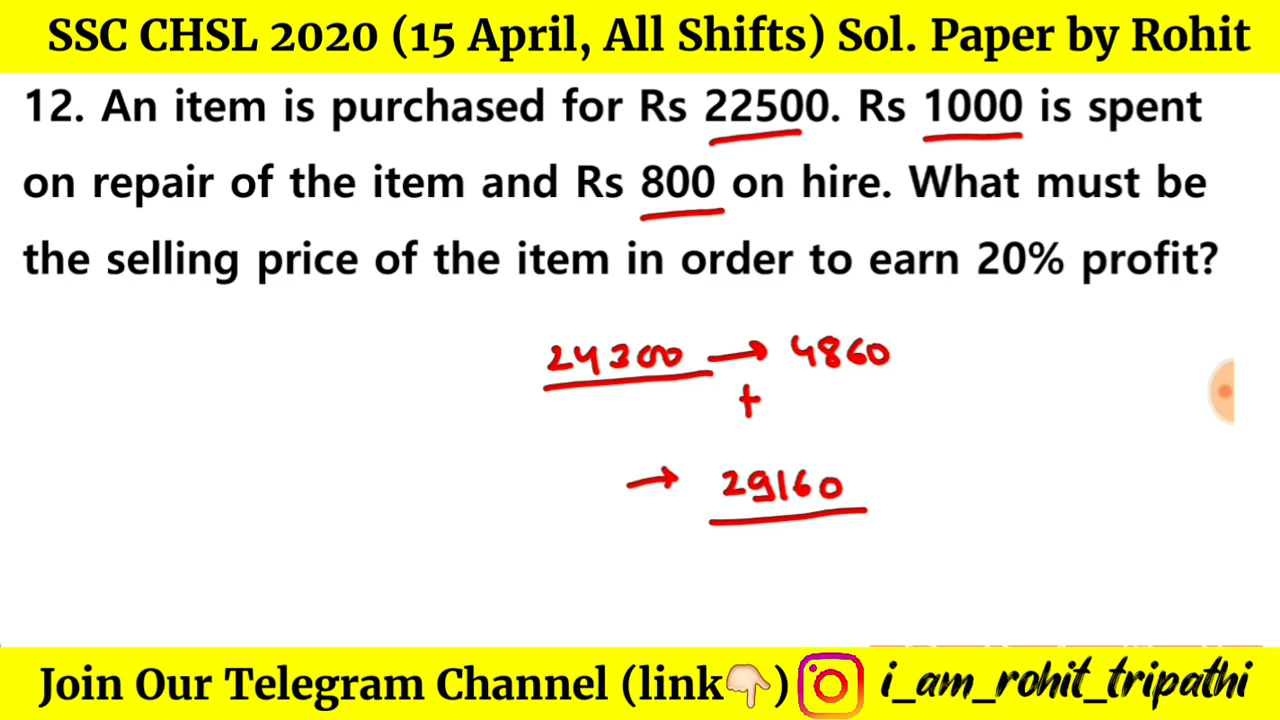 SSC CHSL 2020 (15 April, All Shifts) Sol. Paper by Rohit
12. An item is purchased for Rs 22500. Rs 1000 is spent
on repair of the item and Rs 800 on hire. What must be
the selling price of the item in order to earn 20% profit?
24300 → 4860
+
→ 29160
Join Our Telegram Channel (link👇🏻) i_am_rohit_tripathi